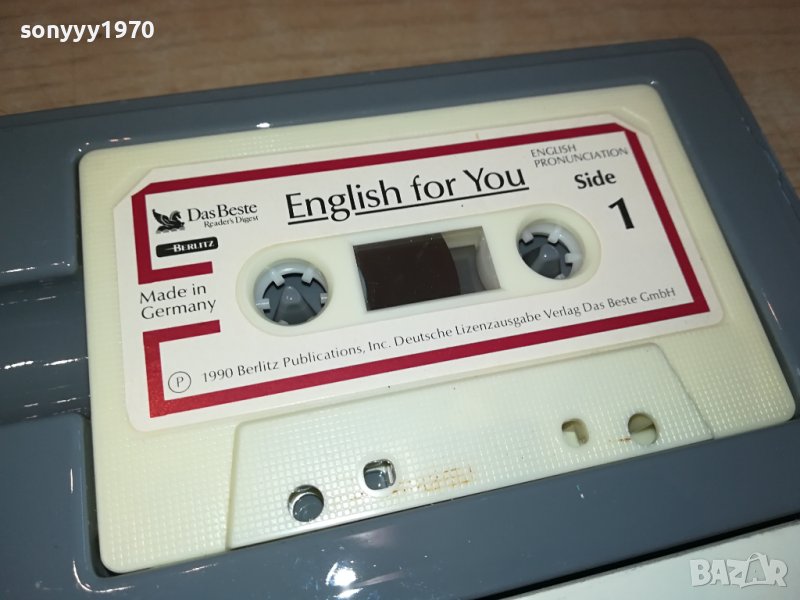 sonyyy1970
Das Beste
Reader's Digest
BERLITZ
English for You
ENGLISH
PRONUNCIATION
Side
1
Made in
Germany
P 1990 Berlitz Publications, Inc. Deutsche Lizenzausgabe Verlag Das Beste GmbH
BAZAR